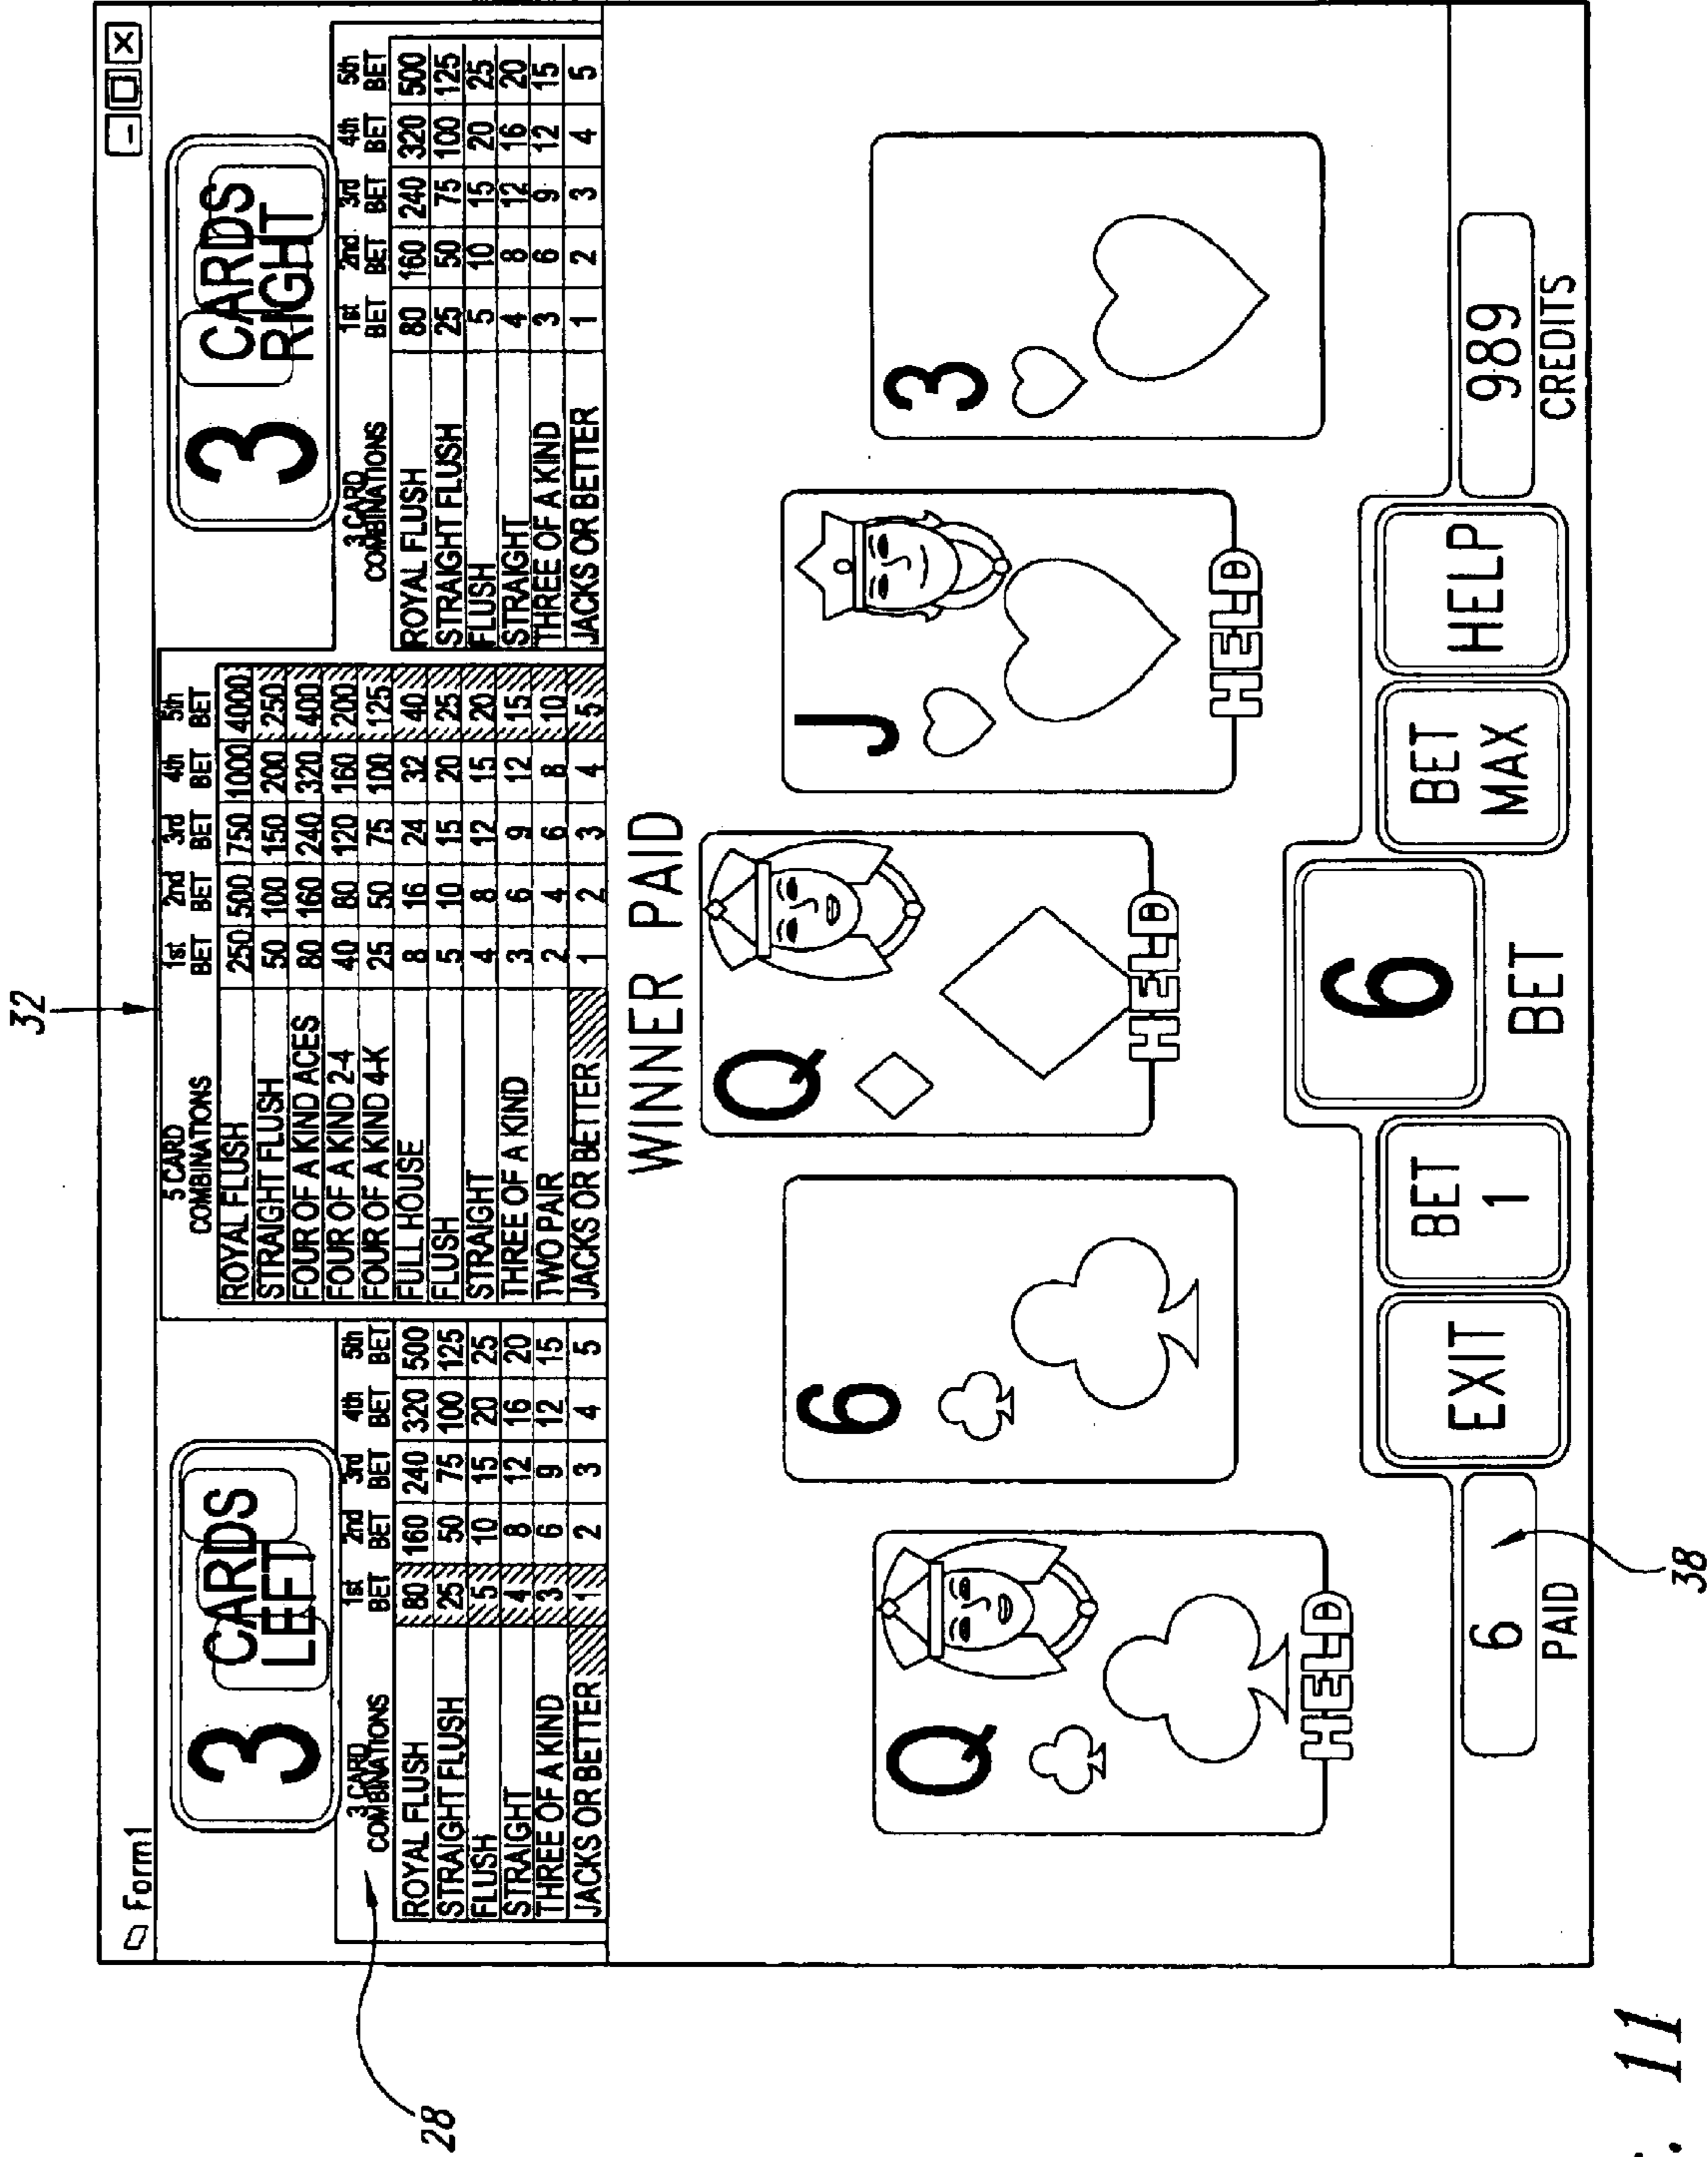 32
Form1
3 CARDS
LEFT
3 CARDS
RIGHT
28
3 CARD
COMBINATIONS 1st BET 2nd BET 3rd BET 4th BET 5th BET
ROYAL FLUSH 80 160 240 320 500
STRAIGHT FLUSH 25 50 75 100 125
FLUSH 5 10 15 20 25
STRAIGHT 4 8 12 16 20
THREE OF A KIND 3 6 9 12 15
JACKS OR BETTER 1 2 3 4 5
5 CARD
COMBINATIONS 1st BET 2nd BET 3rd BET 4th BET 5th BET
ROYAL FLUSH 250 500 750 1000 4000
STRAIGHT FLUSH 50 100 150 200 250
FOUR OF A KIND ACES 80 160 240 320 400
FOUR OF A KIND 2-4 40 80 120 160 200
FOUR OF A KIND 4-K 25 50 75 100 125
FULL HOUSE 8 16 24 32 40
FLUSH 5 10 15 20 25
STRAIGHT 4 8 12 15 20
THREE OF A KIND 3 6 9 12 15
TWO PAIR 2 4 6 8 10
JACKS OR BETTER 1 2 3 4 5
3 CARD
COMBINATIONS 1st BET 2nd BET 3rd BET 4th BET 5th BET
ROYAL FLUSH 80 160 240 320 500
STRAIGHT FLUSH 25 50 75 100 125
FLUSH 5 10 15 20 25
STRAIGHT 4 8 12 16 20
THREE OF A KIND 3 6 9 12 15
JACKS OR BETTER 1 2 3 4 5
WINNER PAID
Q
HELD
6
Q
HELD
J
HELD
3
6
PAID
EXIT
BET
1
6
BET
BET
MAX
HELP
989
CREDITS
38
. 11